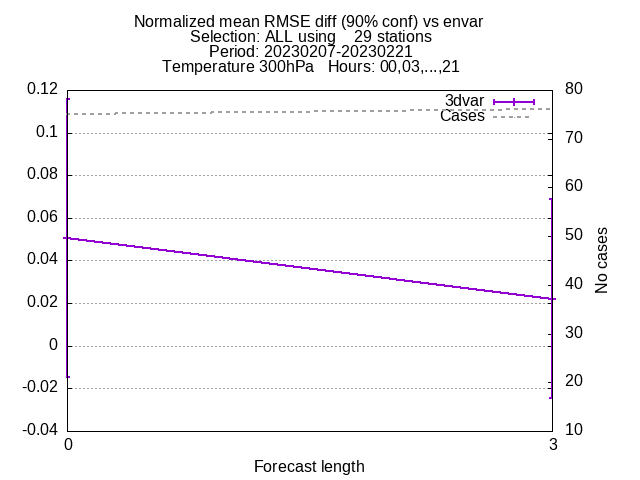 Normalized mean RMSE diff (90% conf) vs envar
Selection: ALL using    29 stations
Period: 20230207-20230221
Temperature 300hPa   Hours: 00,03,...,21
3dvar
Cases
0.12
0.1
0.08
0.06
0.04
0.02
0
-0.02
-0.04
80
70
60
50
40
30
20
10
No cases
0
3
Forecast length